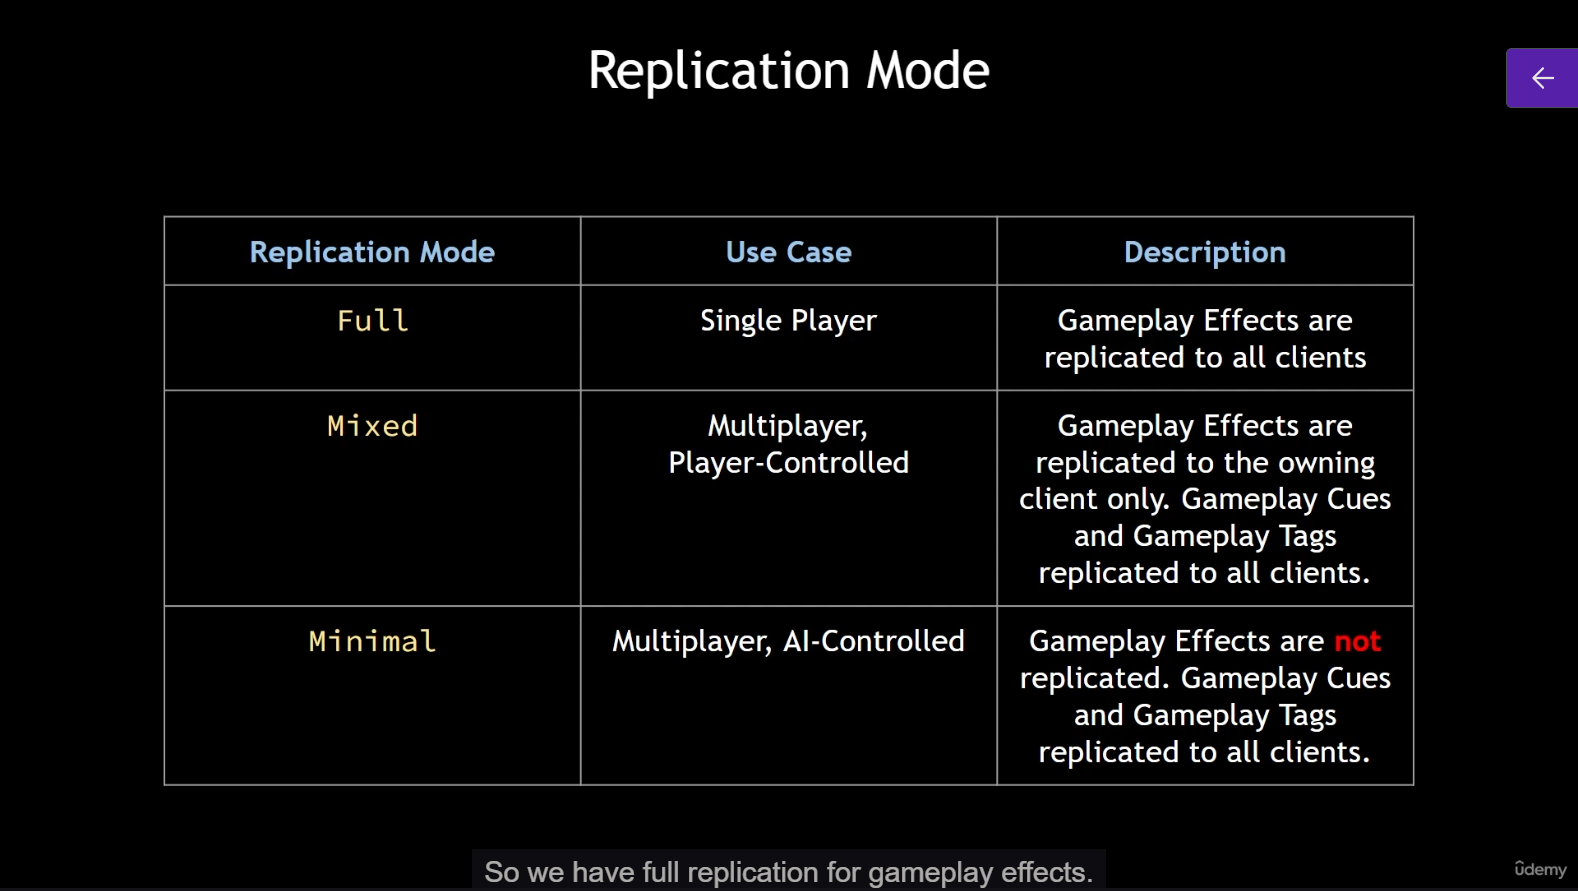 Replication Mode
Replication Mode
Use Case
Description
Full
Single Player
Gameplay Effects are
replicated to all clients
Mixed
Multiplayer,
Player-Controlled
Gameplay Effects are
replicated to the owning
client only. Gameplay Cues
and Gameplay Tags
replicated to all clients.
Minimal
Multiplayer, AI-Controlled
Gameplay Effects are not
replicated. Gameplay Cues
and Gameplay Tags
replicated to all clients.
So we have full replication for gameplay effects.
ûdemy